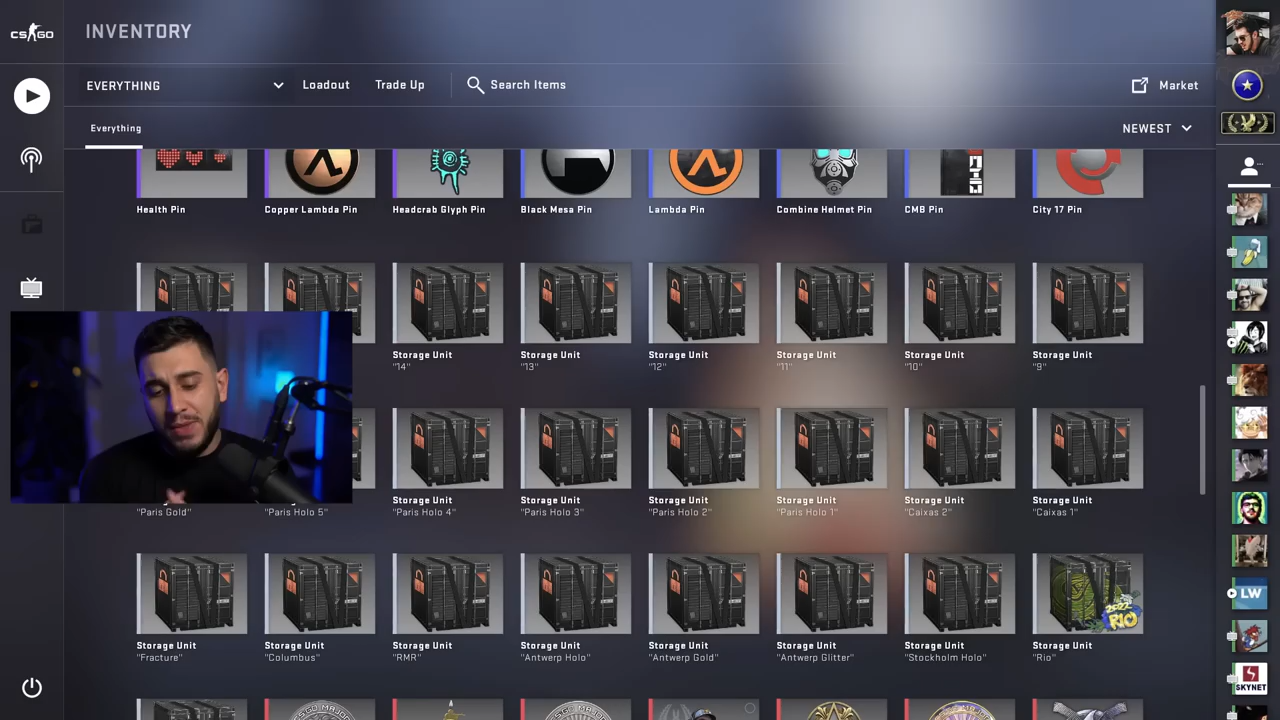 CS GO
INVENTORY
EVERYTHING
Loadout
Trade Up
Search Items
Market
Everything
NEWEST
Health Pin
Copper Lambda Pin
Headcrab Glyph Pin
Black Mesa Pin
Lambda Pin
Combine Helmet Pin
CMB Pin
City 17 Pin
Storage Unit
"14"
Storage Unit
"13"
Storage Unit
"12"
Storage Unit
"11"
Storage Unit
"10"
Storage Unit
"9"
"Paris Gold"
"Paris Holo 5"
Storage Unit
"Paris Holo 4"
Storage Unit
"Paris Holo 3"
Storage Unit
"Paris Holo 2"
Storage Unit
"Paris Holo 1"
Storage Unit
"Caixas 2"
Storage Unit
"Caixas 1"
Storage Unit
"Fracture"
Storage Unit
"Columbus"
Storage Unit
"RMR"
Storage Unit
"Antwerp Holo"
Storage Unit
"Antwerp Gold"
Storage Unit
"Antwerp Glitter"
Storage Unit
"Stockholm Holo"
2022
RIO
Storage Unit
"Rio"
LW
SKYNET